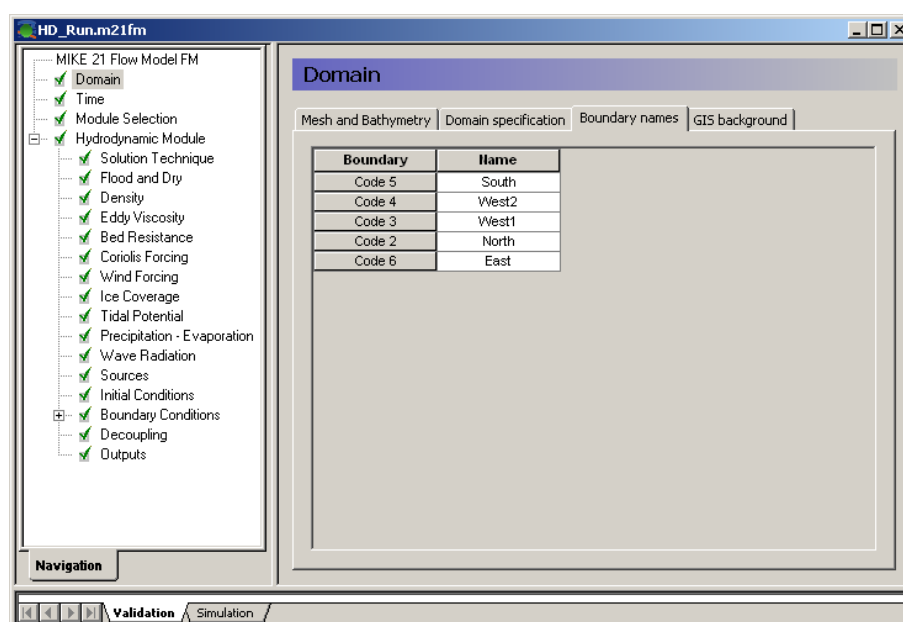 HD_Run.m21fm
MIKE 21 Flow Model FM
Domain
Time
Module Selection
Hydrodynamic Module
Solution Technique
Flood and Dry
Density
Eddy Viscosity
Bed Resistance
Coriolis Forcing
Wind Forcing
Ice Coverage
Tidal Potential
Precipitation - Evaporation
Wave Radiation
Sources
Initial Conditions
Boundary Conditions
Decoupling
Outputs
Navigation
Domain
Mesh and Bathymetry Domain specification Boundary names GIS background
Boundary Name
Code 5 South
Code 4 West2
Code 3 West1
Code 2 North
Code 6 East
Validation Simulation